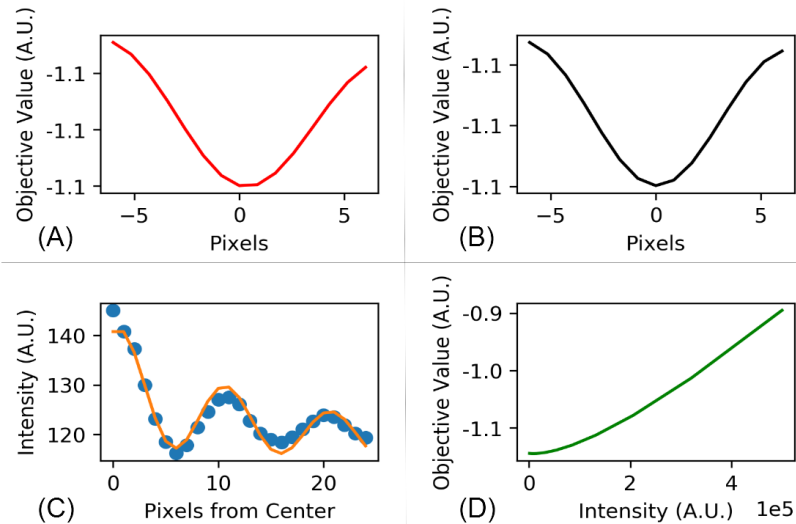 Objective Value (A.U.)
-1.1
-1.1
-1.1
−5
0
5
Pixels
(A)
Objective Value (A.U.)
-1.1
-1.1
-1.1
−5
0
5
Pixels
(B)
Intensity (A.U.)
140
130
120
0
10
20
Pixels from Center
(C)
Objective Value (A.U.)
-0.9
-1.0
-1.1
0
2
4
Intensity (A.U.)
1e5
(D)